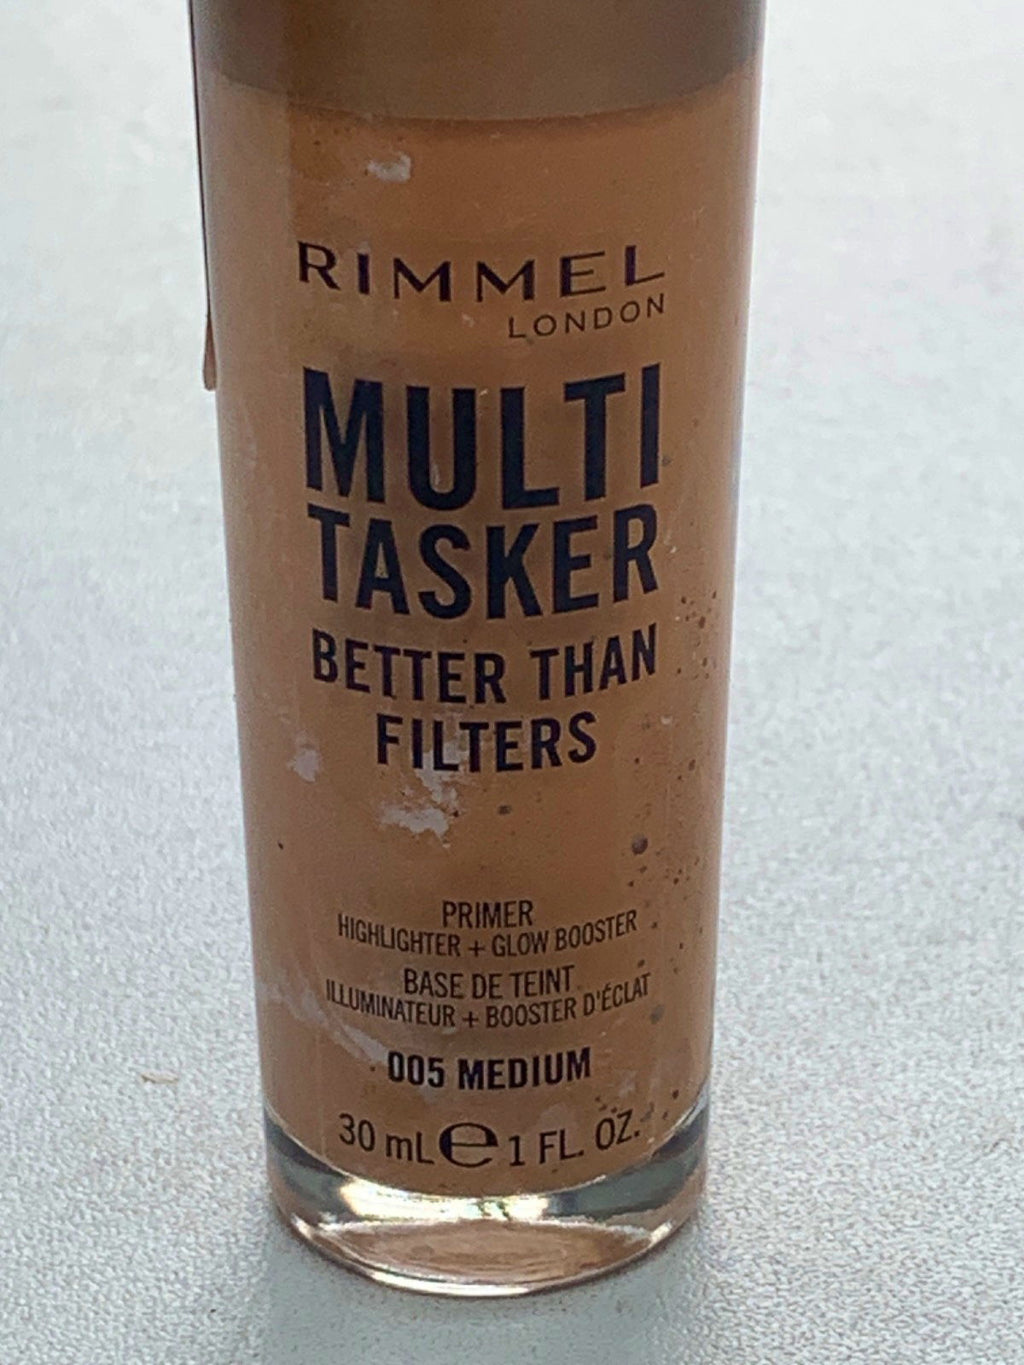 RIMMEL
LONDON
MULTI
TASKER
BETTER THAN
FILTERS
PRIMER
HIGHLIGHTER + GLOW BOOSTER
BASE DE TEINT
ILLUMINATEUR + BOOSTER D'ÉCLAT
005 MEDIUM
30 mL e 1 FL. OZ.